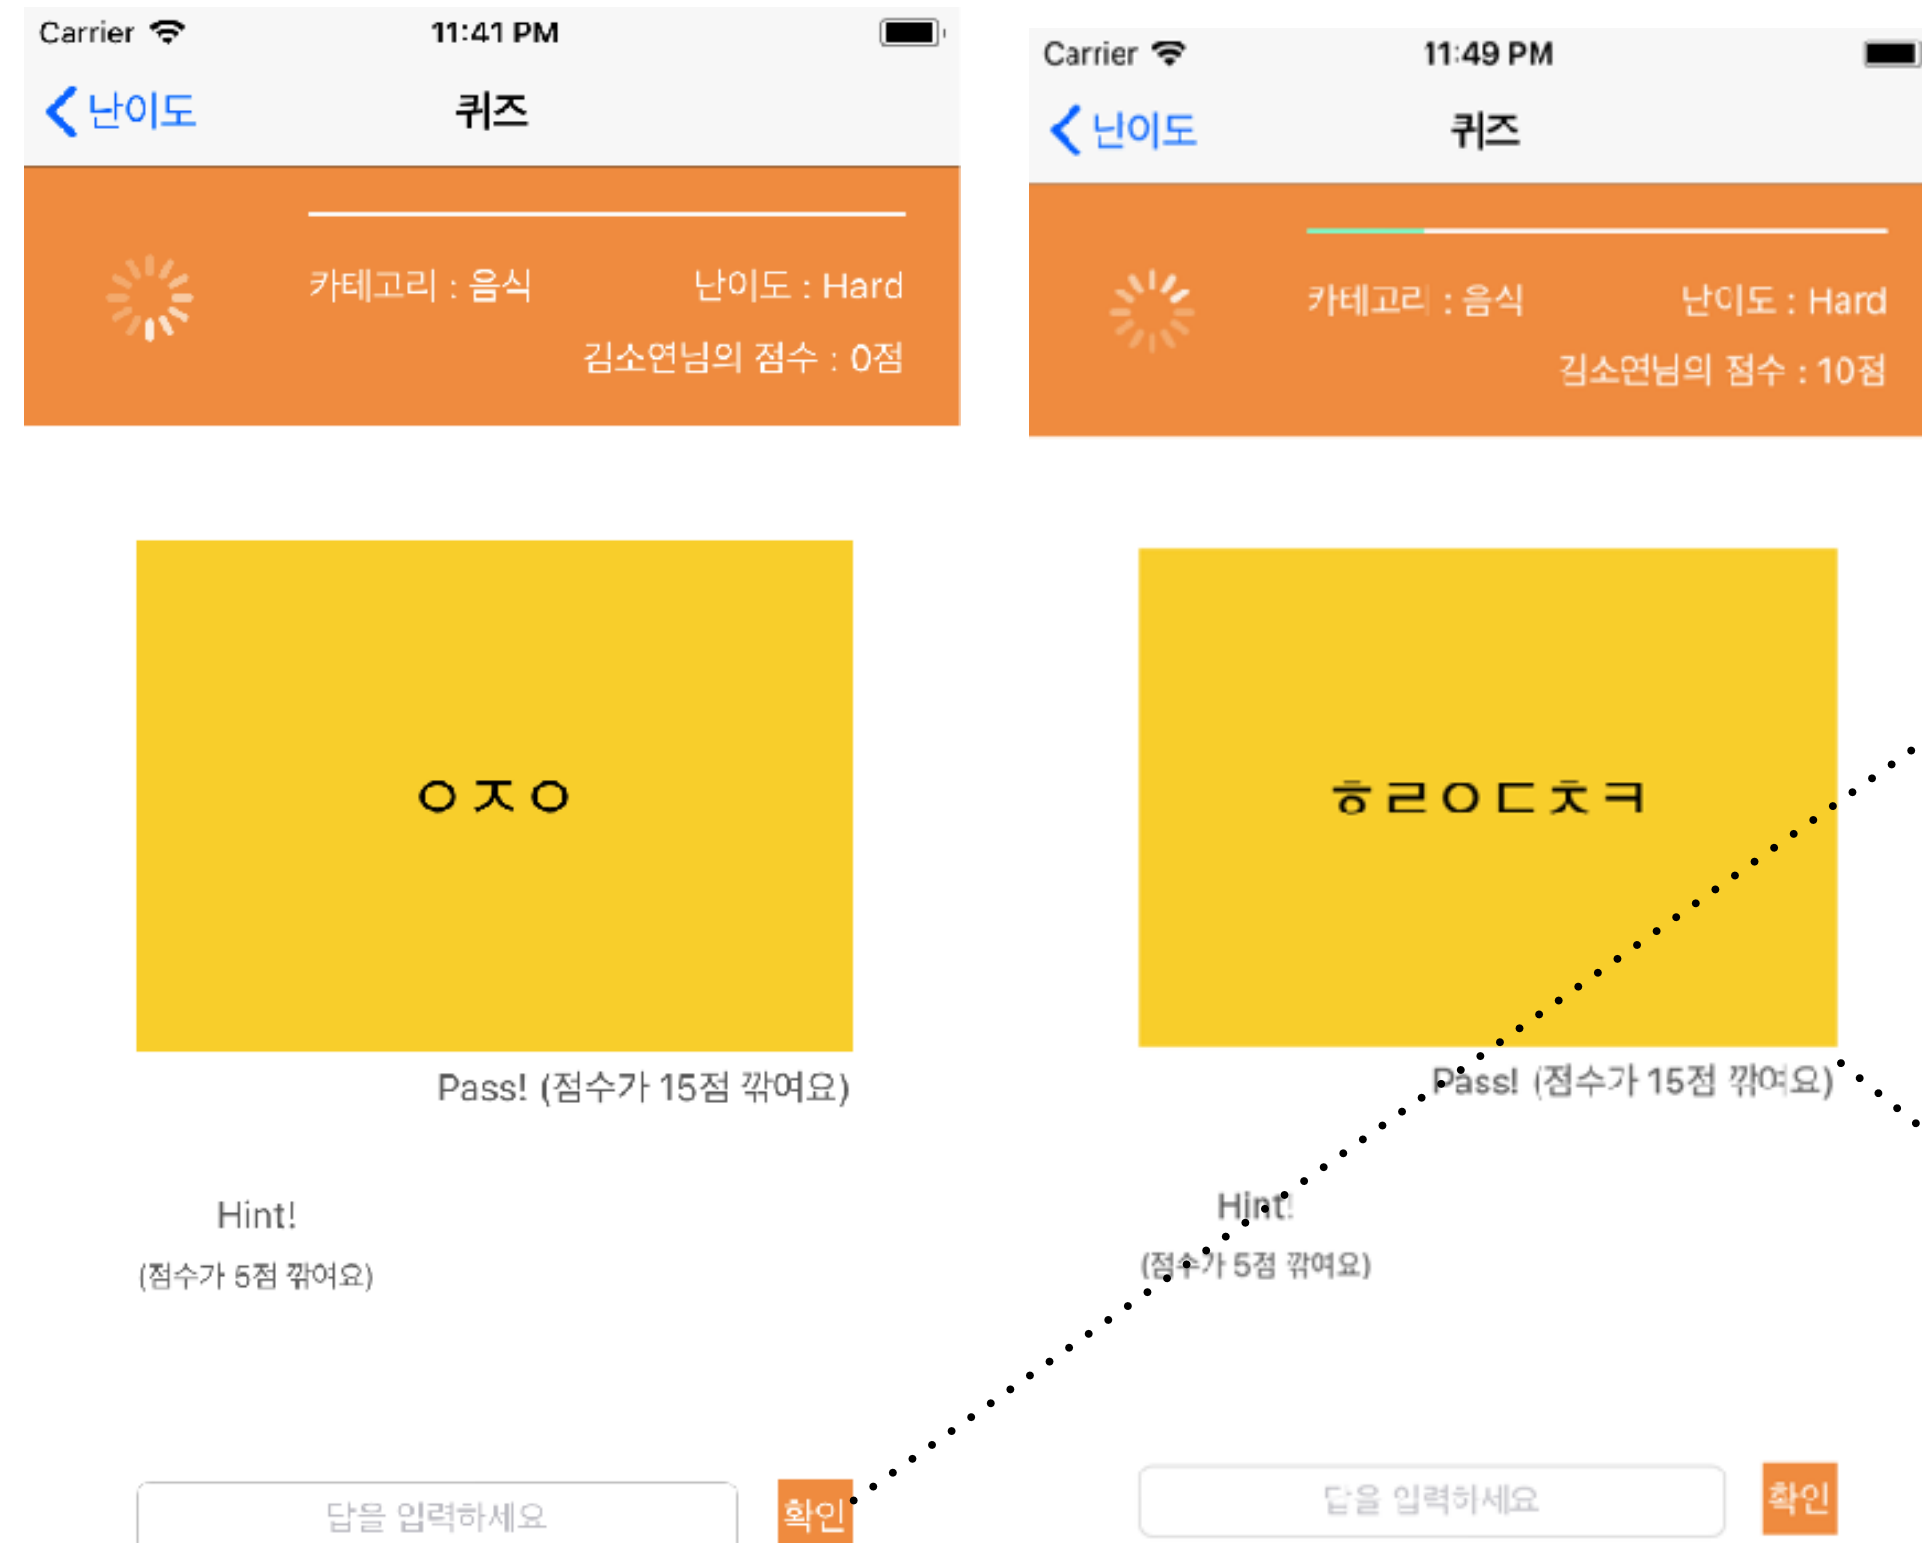 Carrier
11:41 PM
난이도
퀴즈
카테고리 : 음식
난이도 : Hard
김소연님의 점수 : 0점
ㅇㅈㅇ
Pass! (점수가 15점 깎여요)
Hint!
(점수가 5점 깎여요)
답을 입력하세요
확인
Carrier
11:49 PM
난이도
퀴즈
카테고리 : 음식
난이도 : Hard
김소연님의 점수 : 10점
ㅎㄹㅇㄷㅊㅋ
Pass! (점수가 15점 깎여요)
Hint!
(점수가 5점 깎여요)
답을 입력하세요
확인